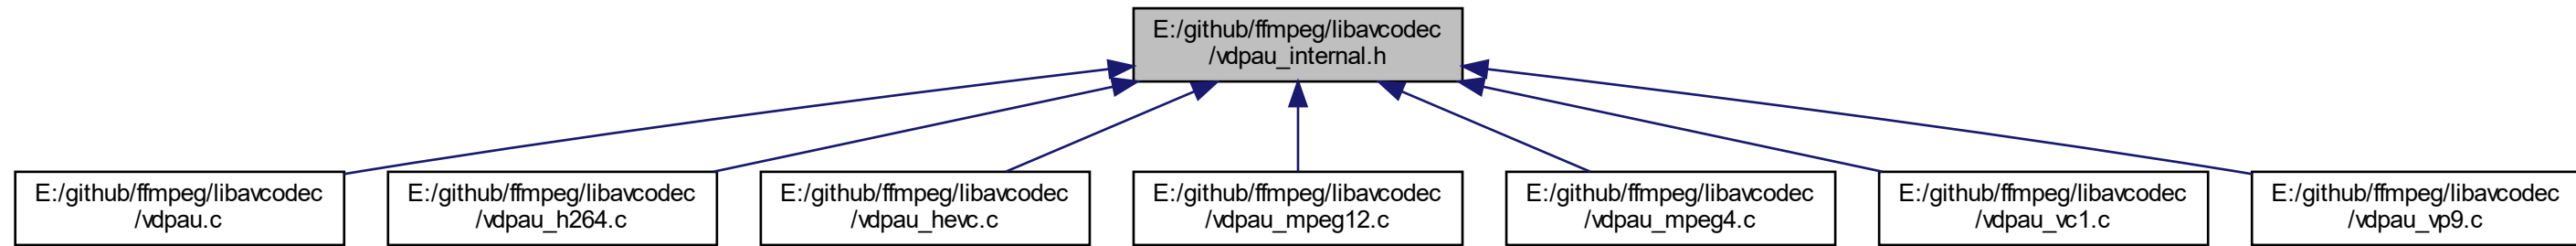 E:/github/ffmpeg/libavcodec
/vdpau_internal.h
E:/github/ffmpeg/libavcodec
/vdpau.c
E:/github/ffmpeg/libavcodec
/vdpau_h264.c
E:/github/ffmpeg/libavcodec
/vdpau_hevc.c
E:/github/ffmpeg/libavcodec
/vdpau_mpeg12.c
E:/github/ffmpeg/libavcodec
/vdpau_mpeg4.c
E:/github/ffmpeg/libavcodec
/vdpau_vc1.c
E:/github/ffmpeg/libavcodec
/vdpau_vp9.c